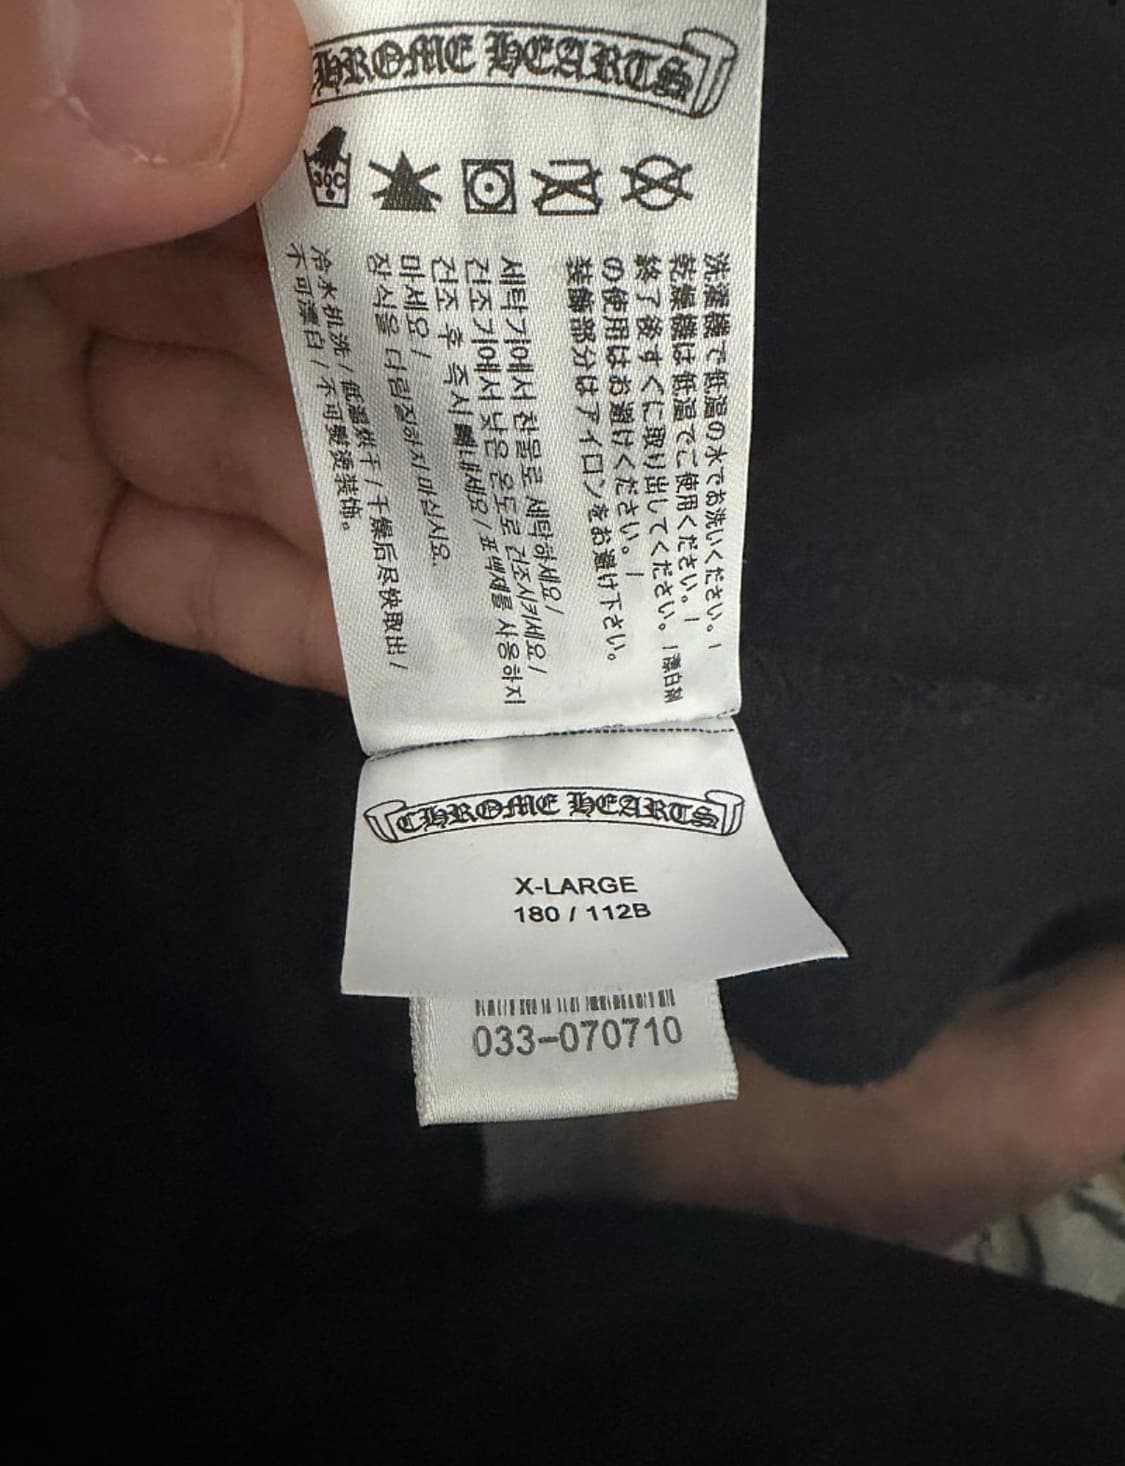 CHROME HEARTS
30C
洗濯機で低温の水でお洗いください。/
乾燥機は低温でご使用ください。/
終了後すぐに取り出してください。/漂白剤
の使用はお避けください。/
装飾部分はアイロンをお避け下さい。
세탁기에서 찬물로 세탁하세요/
건조기에서 낮은 온도로 건조시키세요/
건조 후 즉시 빼내세요/표백제를 사용하지
마세요/
장식을 다림질하지 마십시요.
冷水机洗/低温烘干/干燥后尽快取出/
不可漂白/不可熨烫装饰。
CHROME HEARTS
X-LARGE
180 / 112B
033-070710